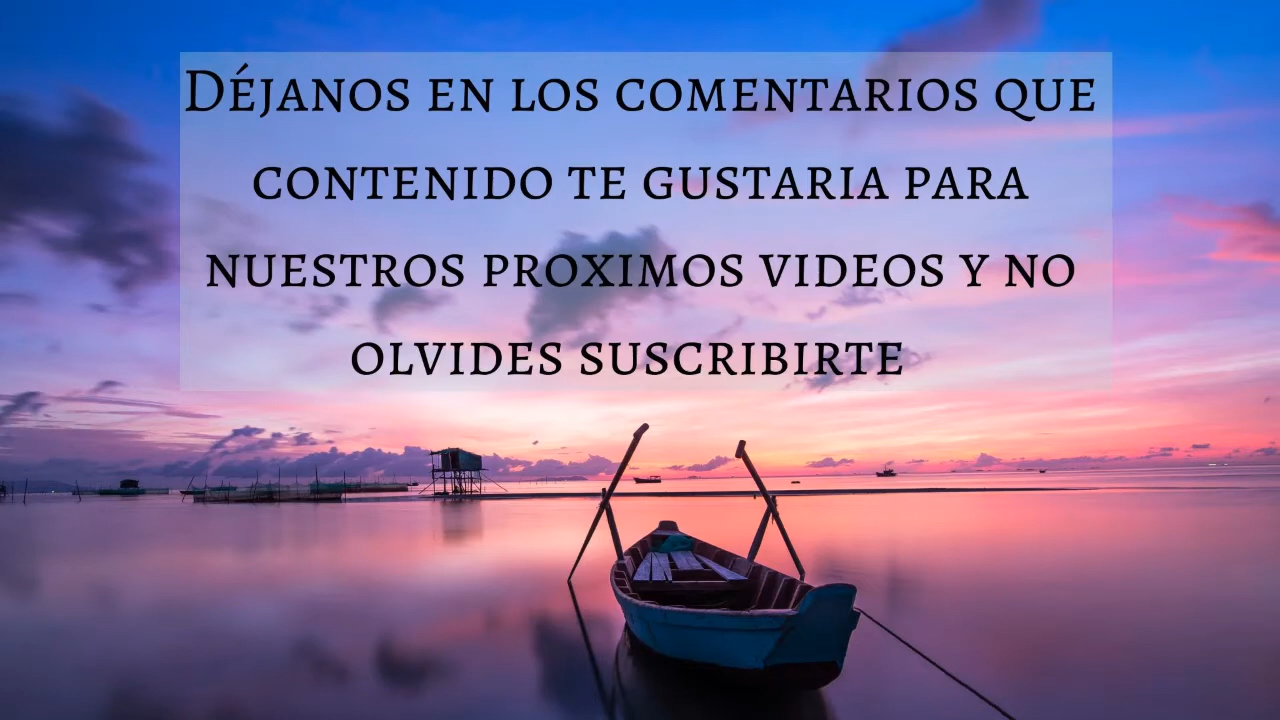 Déjanos en los comentarios que
contenido te gustaria para
nuestros proximos videos y no
olvides suscribirte